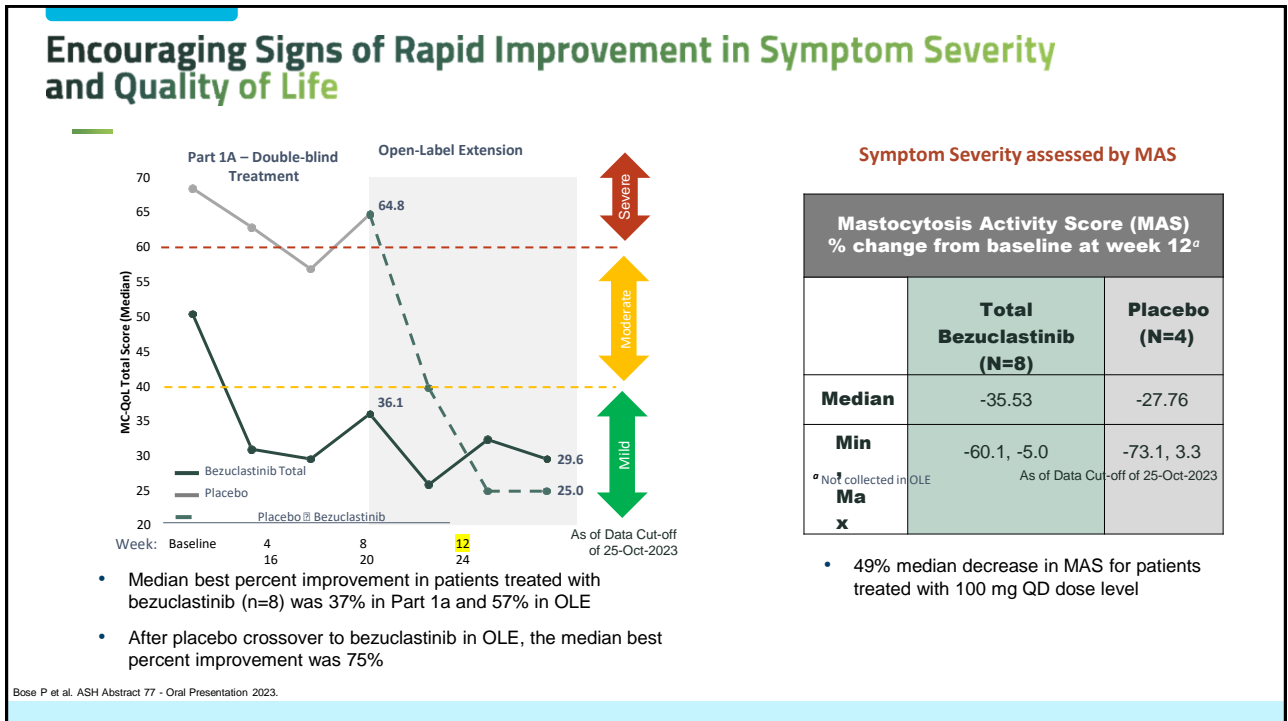 Encouraging Signs of Rapid Improvement in Symptom Severity
and Quality of Life
Part 1A – Double-blind
Treatment
Open-Label Extension
MC-QoL Total Score (Median)
70
65
60
55
50
45
40
35
30
25
20
64.8
36.1
29.6
25.0
Bezuclastinib Total
Placebo
Placebo ⍰ Bezuclastinib
Severe
Moderate
Mild
Week: Baseline 4 8 12
16 20 24
As of Data Cut-off
of 25-Oct-2023
• Median best percent improvement in patients treated with
bezuclastinib (n=8) was 37% in Part 1a and 57% in OLE
• After placebo crossover to bezuclastinib in OLE, the median best
percent improvement was 75%
Symptom Severity assessed by MAS
Mastocytosis Activity Score (MAS)
% change from baseline at week 12a
Total
Bezuclastinib
(N=8)
Placebo
(N=4)
Median -35.53 -27.76
Min
,
Ma
x
-60.1, -5.0 -73.1, 3.3
a Not collected in OLE
As of Data Cut-off of 25-Oct-2023
• 49% median decrease in MAS for patients
treated with 100 mg QD dose level
Bose P et al. ASH Abstract 77 - Oral Presentation 2023.